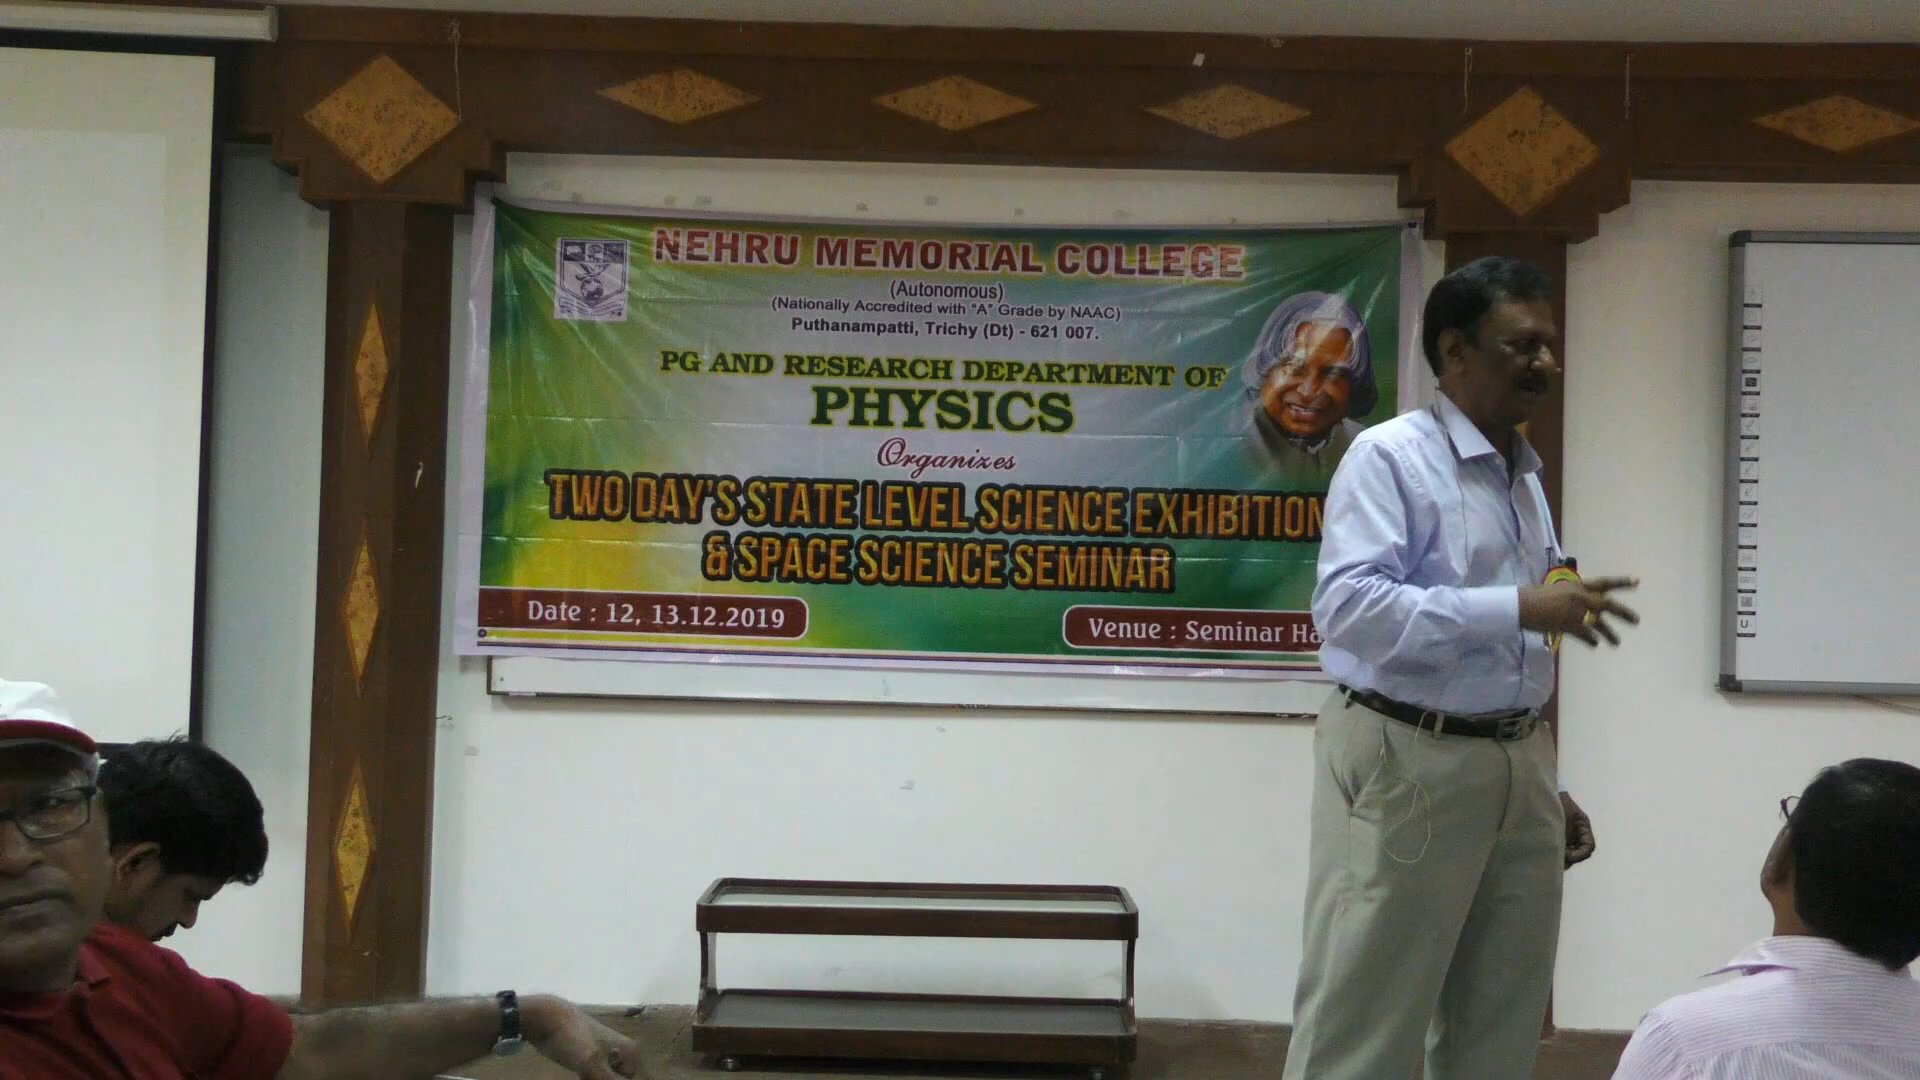 NEHRU MEMORIAL COLLEGE
(Autonomous)
(Nationally Accredited with "A" Grade by NAAC)
Puthanampatti, Trichy (Dt) - 621 007.
PG AND RESEARCH DEPARTMENT OF
PHYSICS
Organizes
TWO DAY'S STATE LEVEL SCIENCE EXHIBITION
& SPACE SCIENCE SEMINAR
Date : 12, 13.12.2019
Venue : Seminar